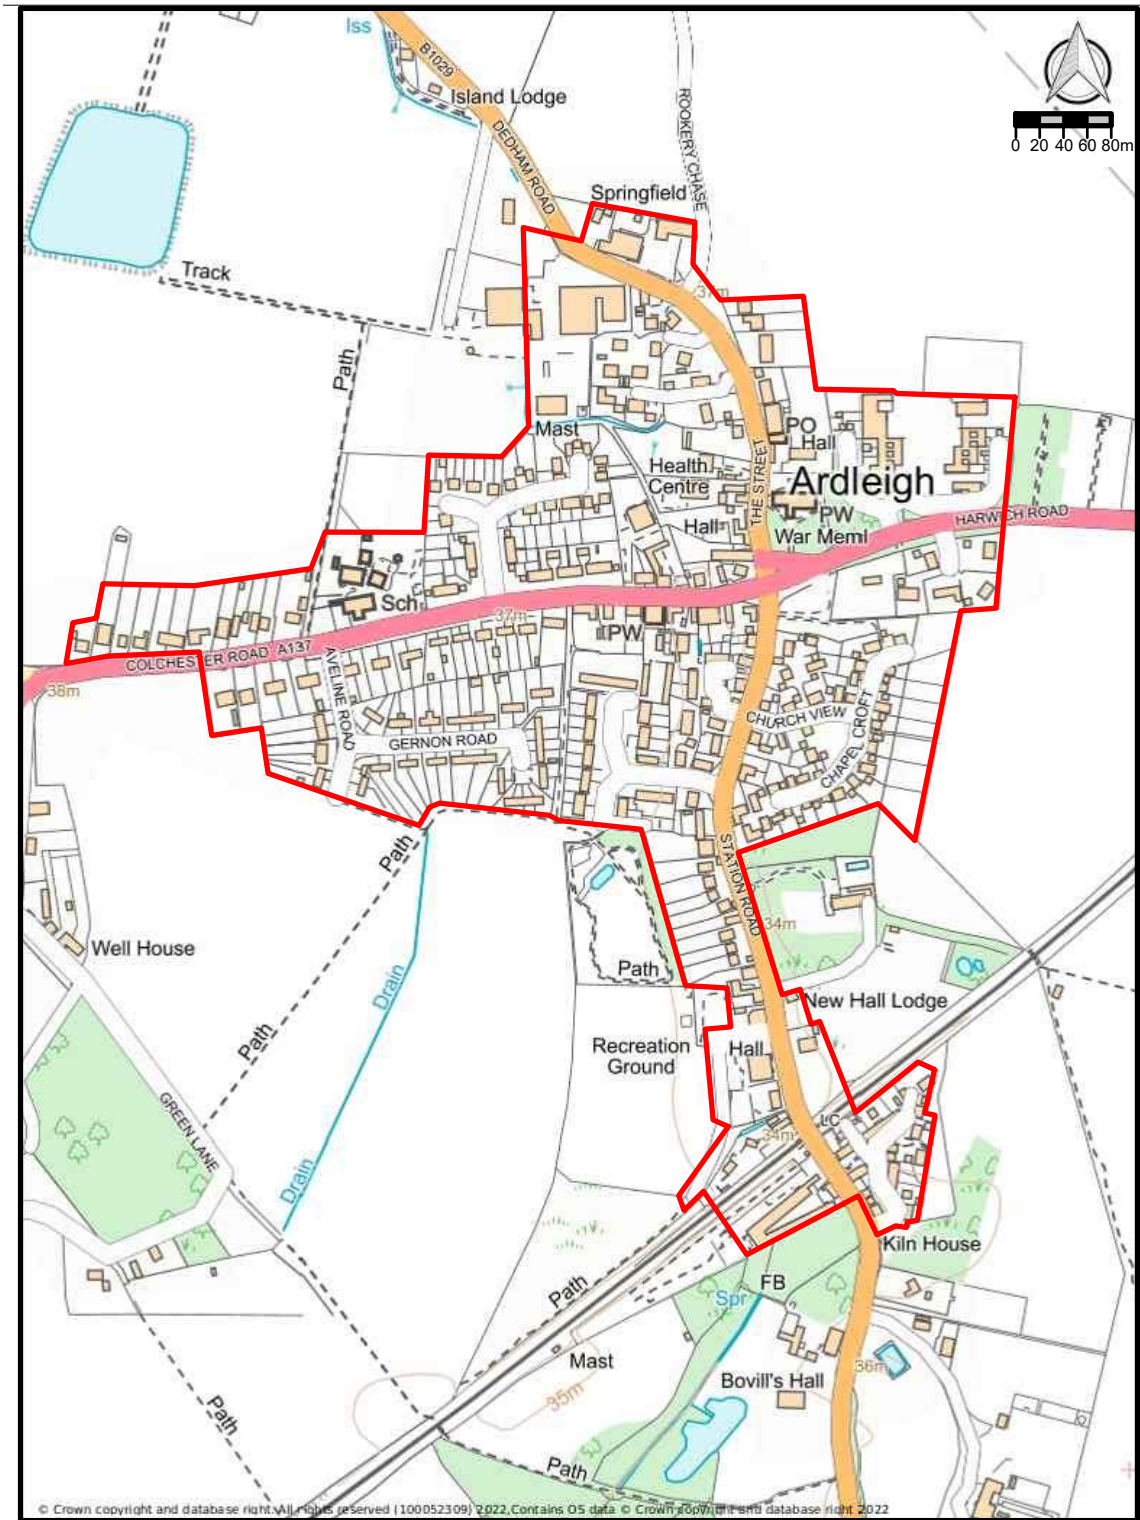 Iss
B1029
Island Lodge
DEDHAM ROAD
ROOKERY CHASE
0 20 40 60 80m
Springfield
Track
37m
Path
Mast
PO
Hall
Health
Centre
THE STREET
Ardleigh
Hall
PW
War Meml
HARWICH ROAD
Sch
37m
PW
COLCHESTER ROAD A137
38m
AVELINE ROAD
GERNON ROAD
CHURCH VIEW
CHAPEL CROFT
Path
STATION ROAD
34m
Well House
Drain
Path
New Hall Lodge
Path
Recreation
Ground
Hall
GREEN LANE
LC
34m
Drain
Kiln House
Path
FB
Spr
Mast
35m
Bovill's Hall
36m
Path
Path
© Crown copyright and database right. All rights reserved (100052309) 2022, Contains OS data © Crown copyright and database right 2022